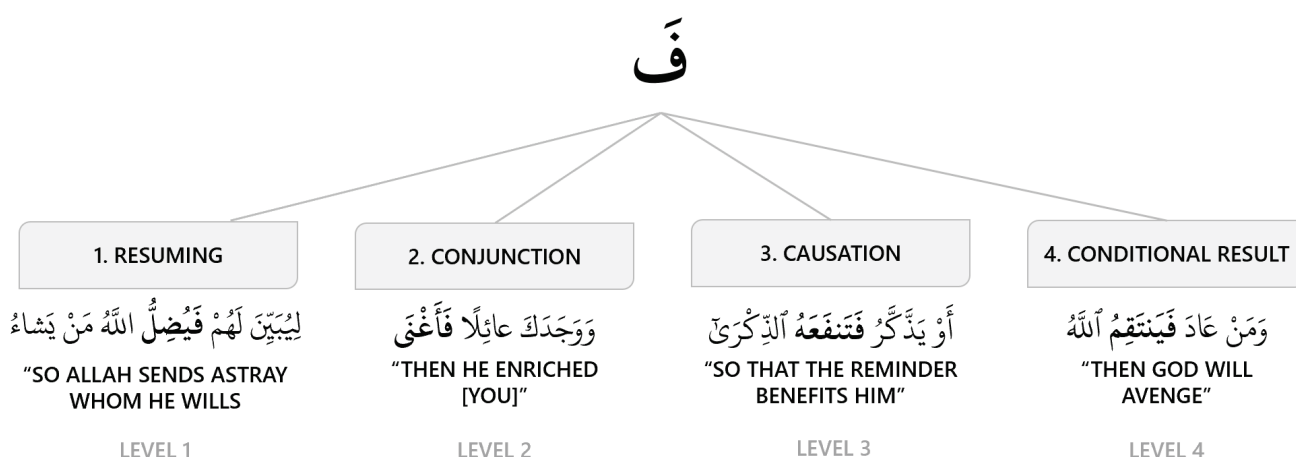 فَ
1. RESUMING
2. CONJUNCTION
3. CAUSATION
4. CONDITIONAL RESULT
لِيُبَيِّنَ لَهُمْ فَيُضِلُّ اللَّهُ مَنْ يَشاءُ
“SO ALLAH SENDS ASTRAY
WHOM HE WILLS
LEVEL 1
وَوَجَدَكَ عائِلًا فَأَغْنَى
“THEN HE ENRICHED
[YOU]”
LEVEL 2
أَوْ يَذَّكَّرُ فَتَنفَعَهُ ٱلذِّكْرَىٰٓ
“SO THAT THE REMINDER
BENEFITS HIM”
LEVEL 3
وَمَنْ عَادَ فَيَنتَقِمُ ٱللَّهُ
“THEN GOD WILL
AVENGE”
LEVEL 4